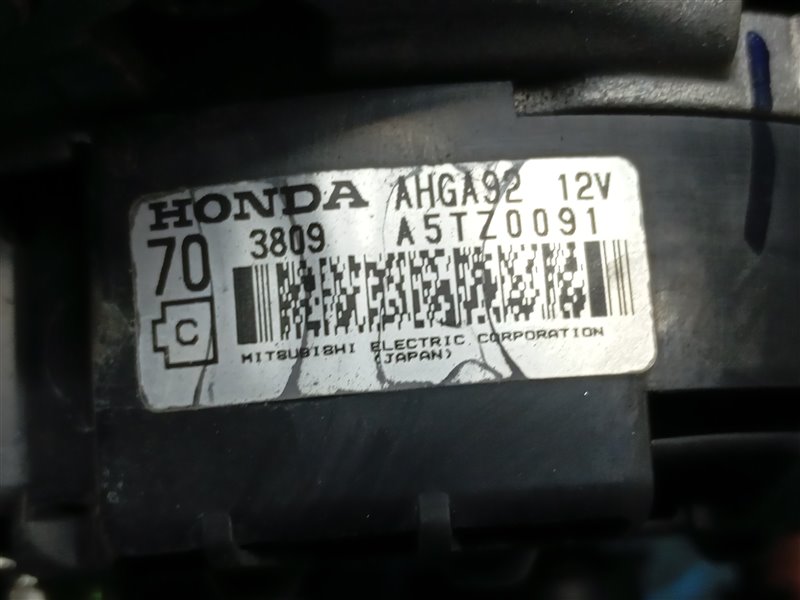 HONDA AHGA92 12V
70 3809 A5TZ0091
C
MITSUBISHI ELECTRIC CORPORATION
(JAPAN)